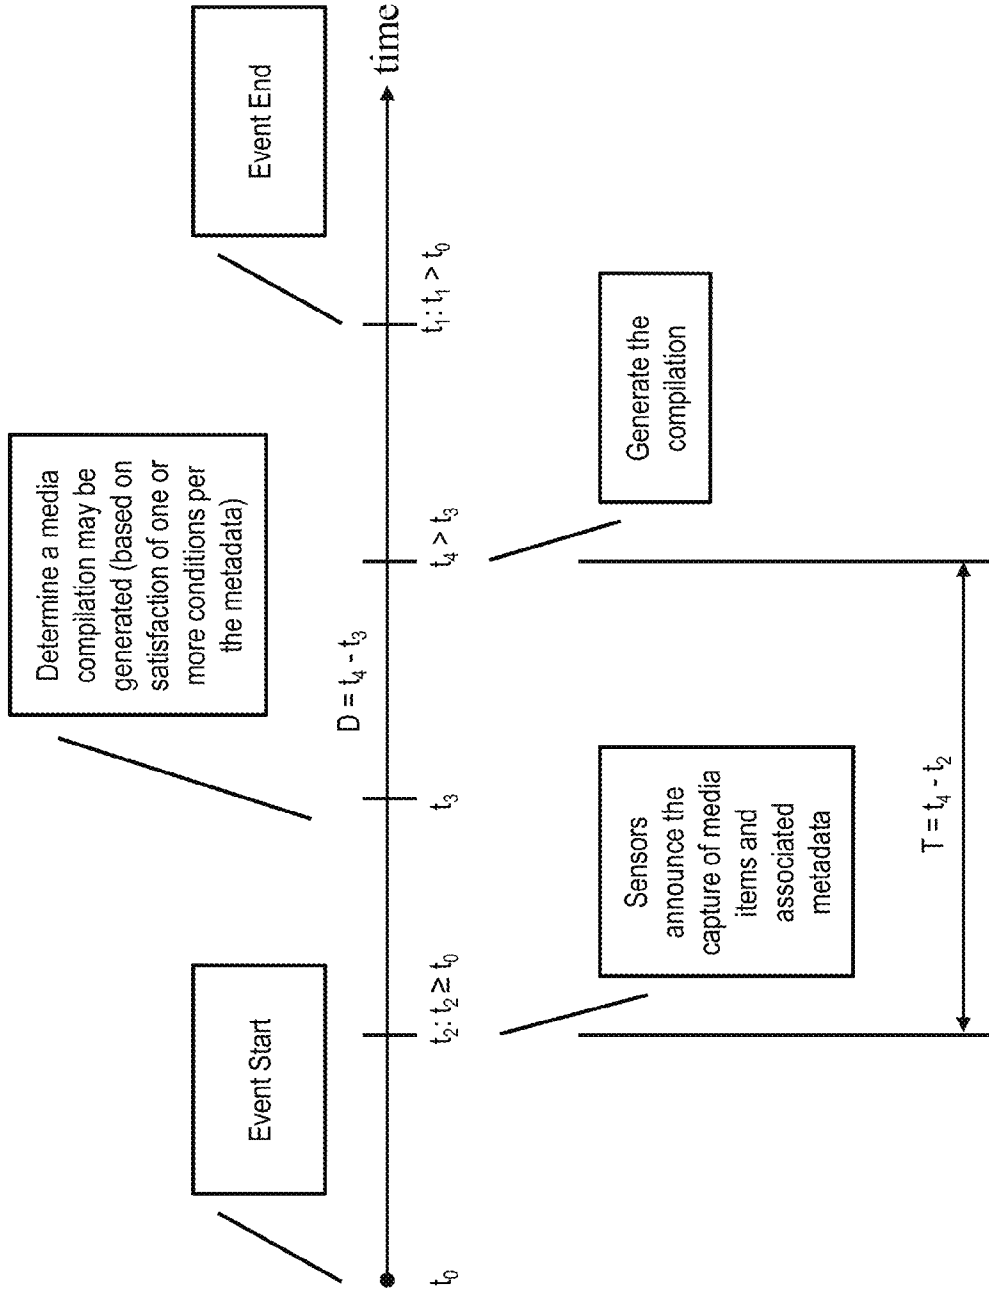 Determine a media
compilation may be
generated (based on
satisfaction of one or
more conditions per
the metadata)
Event Start
Event End
D = t₄ - t₃
time
t₀
t₂: t₂ ≥ t₀
t₃
t₄ > t₃
t₁: t₁ > t₀
Sensors
announce the
capture of media
items and
associated
metadata
Generate the
compilation
T = t₄ - t₂